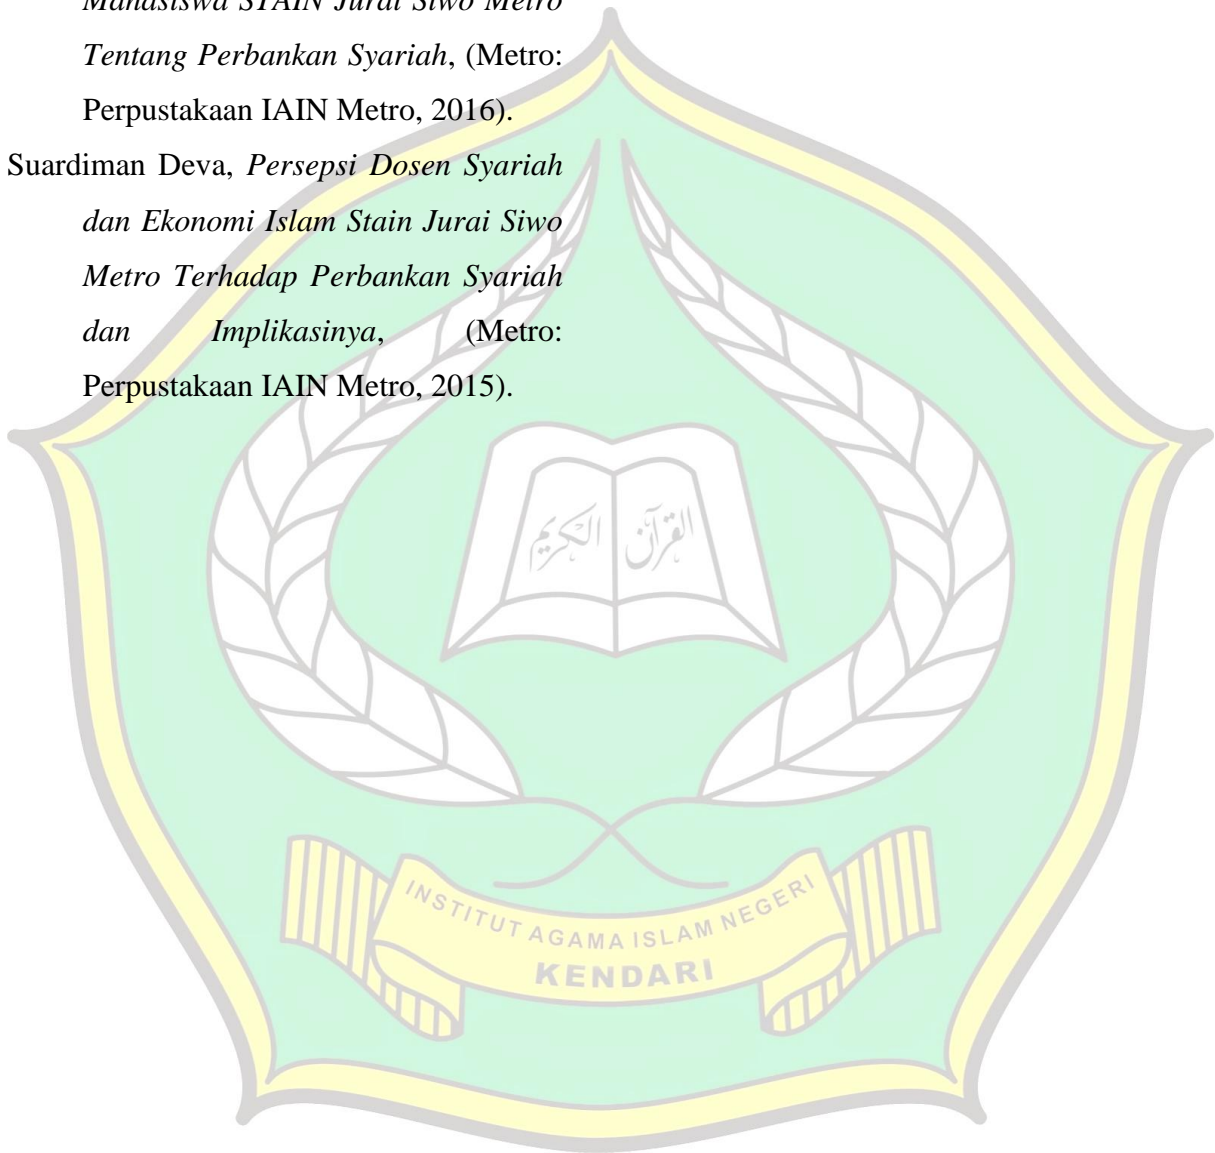 Mahasiswa STAIN Jurai Siwo Metro
Tentang Perbankan Syariah, (Metro:
Perpustakaan IAIN Metro, 2016).
Suardiman Deva, Persepsi Dosen Syariah
dan Ekonomi Islam Stain Jurai Siwo
Metro Terhadap Perbankan Syariah
dan Implikasinya, (Metro:
Perpustakaan IAIN Metro, 2015).
القرآن الكريم
INSTITUT AGAMA ISLAM NEGERI
KENDARI